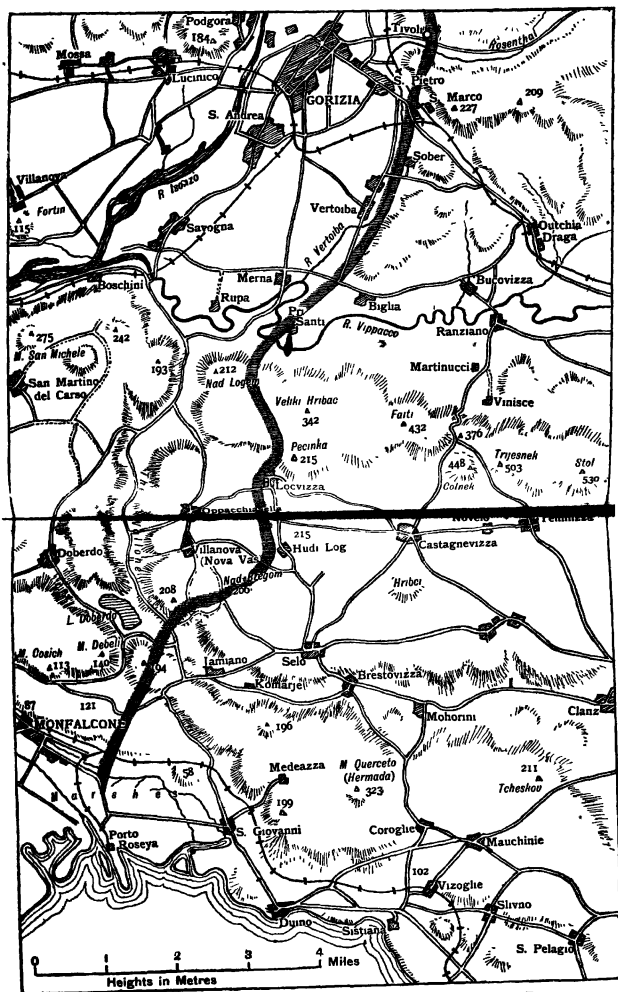 Podgora
184
Tivoli
Rosenthal
Mossa
Lucinico
S.
Pietro
GORIZIA
Marco
227
209
S. Andrea
Sober
Villanova
R Isonzo
Fortin
115
Vertoiba
Savogna
R Vertoiba
Outchia
Draga
Boschini
Merna
Rupa
Biglia
Bucovizza
Pri
Santi
R. Vippacco
Ranziano
275
242
M. San Michele
193
212
Nad Logem
Martinucci
San Martino
del Carso
Veliki Hribac
342
Vinisce
Faiti
432
376
Pecinka
215
448
Colnek
Trijesnek
503
Stol
530
Locvizza
Oppacchiasella
215
Castagnevizza
Doberdo
Villanova
(Nova Vas)
Hudi Log
Nad Bregom
206
Hribci
208
L. Doberdo
M. Debeli
140
M. Cosich
113
194
Jamiano
Selo
Komarje
Brestovizza
121
87
MONFALCONE
Mohorini
Clanz
196
Marshes
58
Medeazza
M Querceto
(Hermada)
323
211
Tcheskov
199
Porto
Roseya
S. Giovanni
Coroglie
Mauchinie
102
Vizoglie
Slivno
Duino
Sistiana
S. Pelagio
0 1 2 3 4 Miles
Heights in Metres